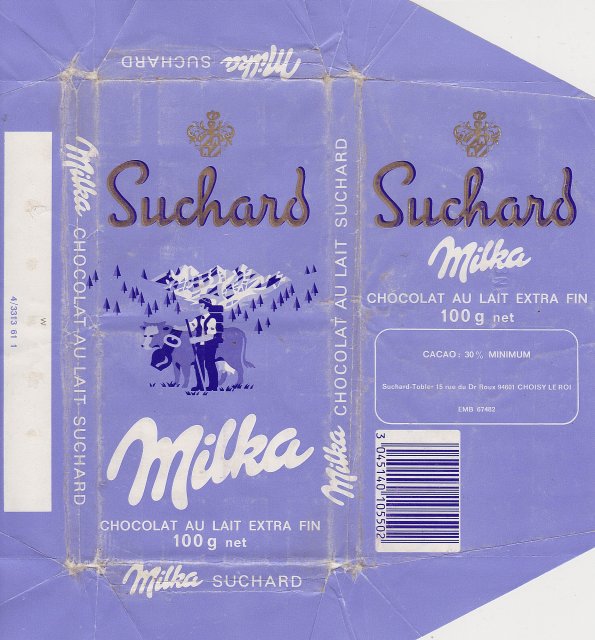 Milka SUCHARD
Suchard
Milka
CHOCOLAT AU LAIT EXTRA FIN
100 g net
Milka SUCHARD
Milka CHOCOLAT AU LAIT SUCHARD
Milka CHOCOLAT AU LAIT SUCHARD
4/3313 61 1
W
Suchard
Milka
CHOCOLAT AU LAIT EXTRA FIN
100 g net
CACAO : 30 % MINIMUM
Suchard-Tobler 15 rue du Dr Roux 94601 CHOISY LE ROI
EMB 67482
3 045140 105502